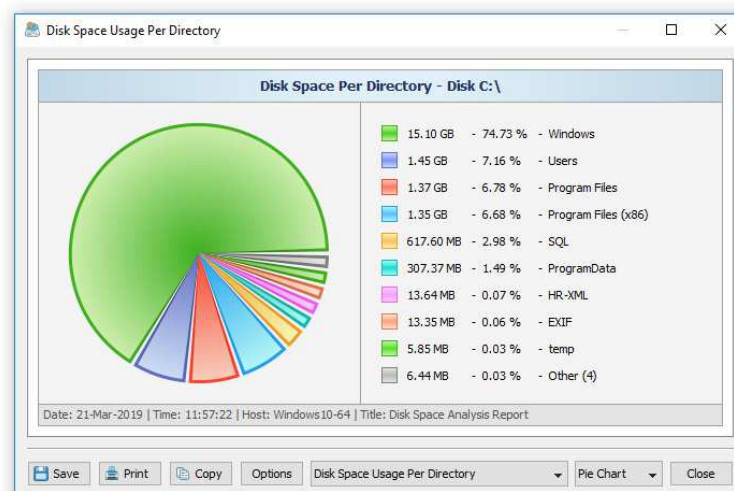 Disk Space Usage Per Directory
Disk Space Per Directory - Disk C:\
15.10 GB - 74.73 % - Windows
1.45 GB - 7.16 % - Users
1.37 GB - 6.78 % - Program Files
1.35 GB - 6.68 % - Program Files (x86)
617.60 MB - 2.98 % - SQL
307.37 MB - 1.49 % - ProgramData
13.64 MB - 0.07 % - HR-XML
13.35 MB - 0.06 % - EXIF
5.85 MB - 0.03 % - temp
6.44 MB - 0.03 % - Other (4)
Date: 21-Mar-2019 | Time: 11:57:22 | Host: Windows10-64 | Title: Disk Space Analysis Report
Save Print Copy Options Disk Space Usage Per Directory Pie Chart Close